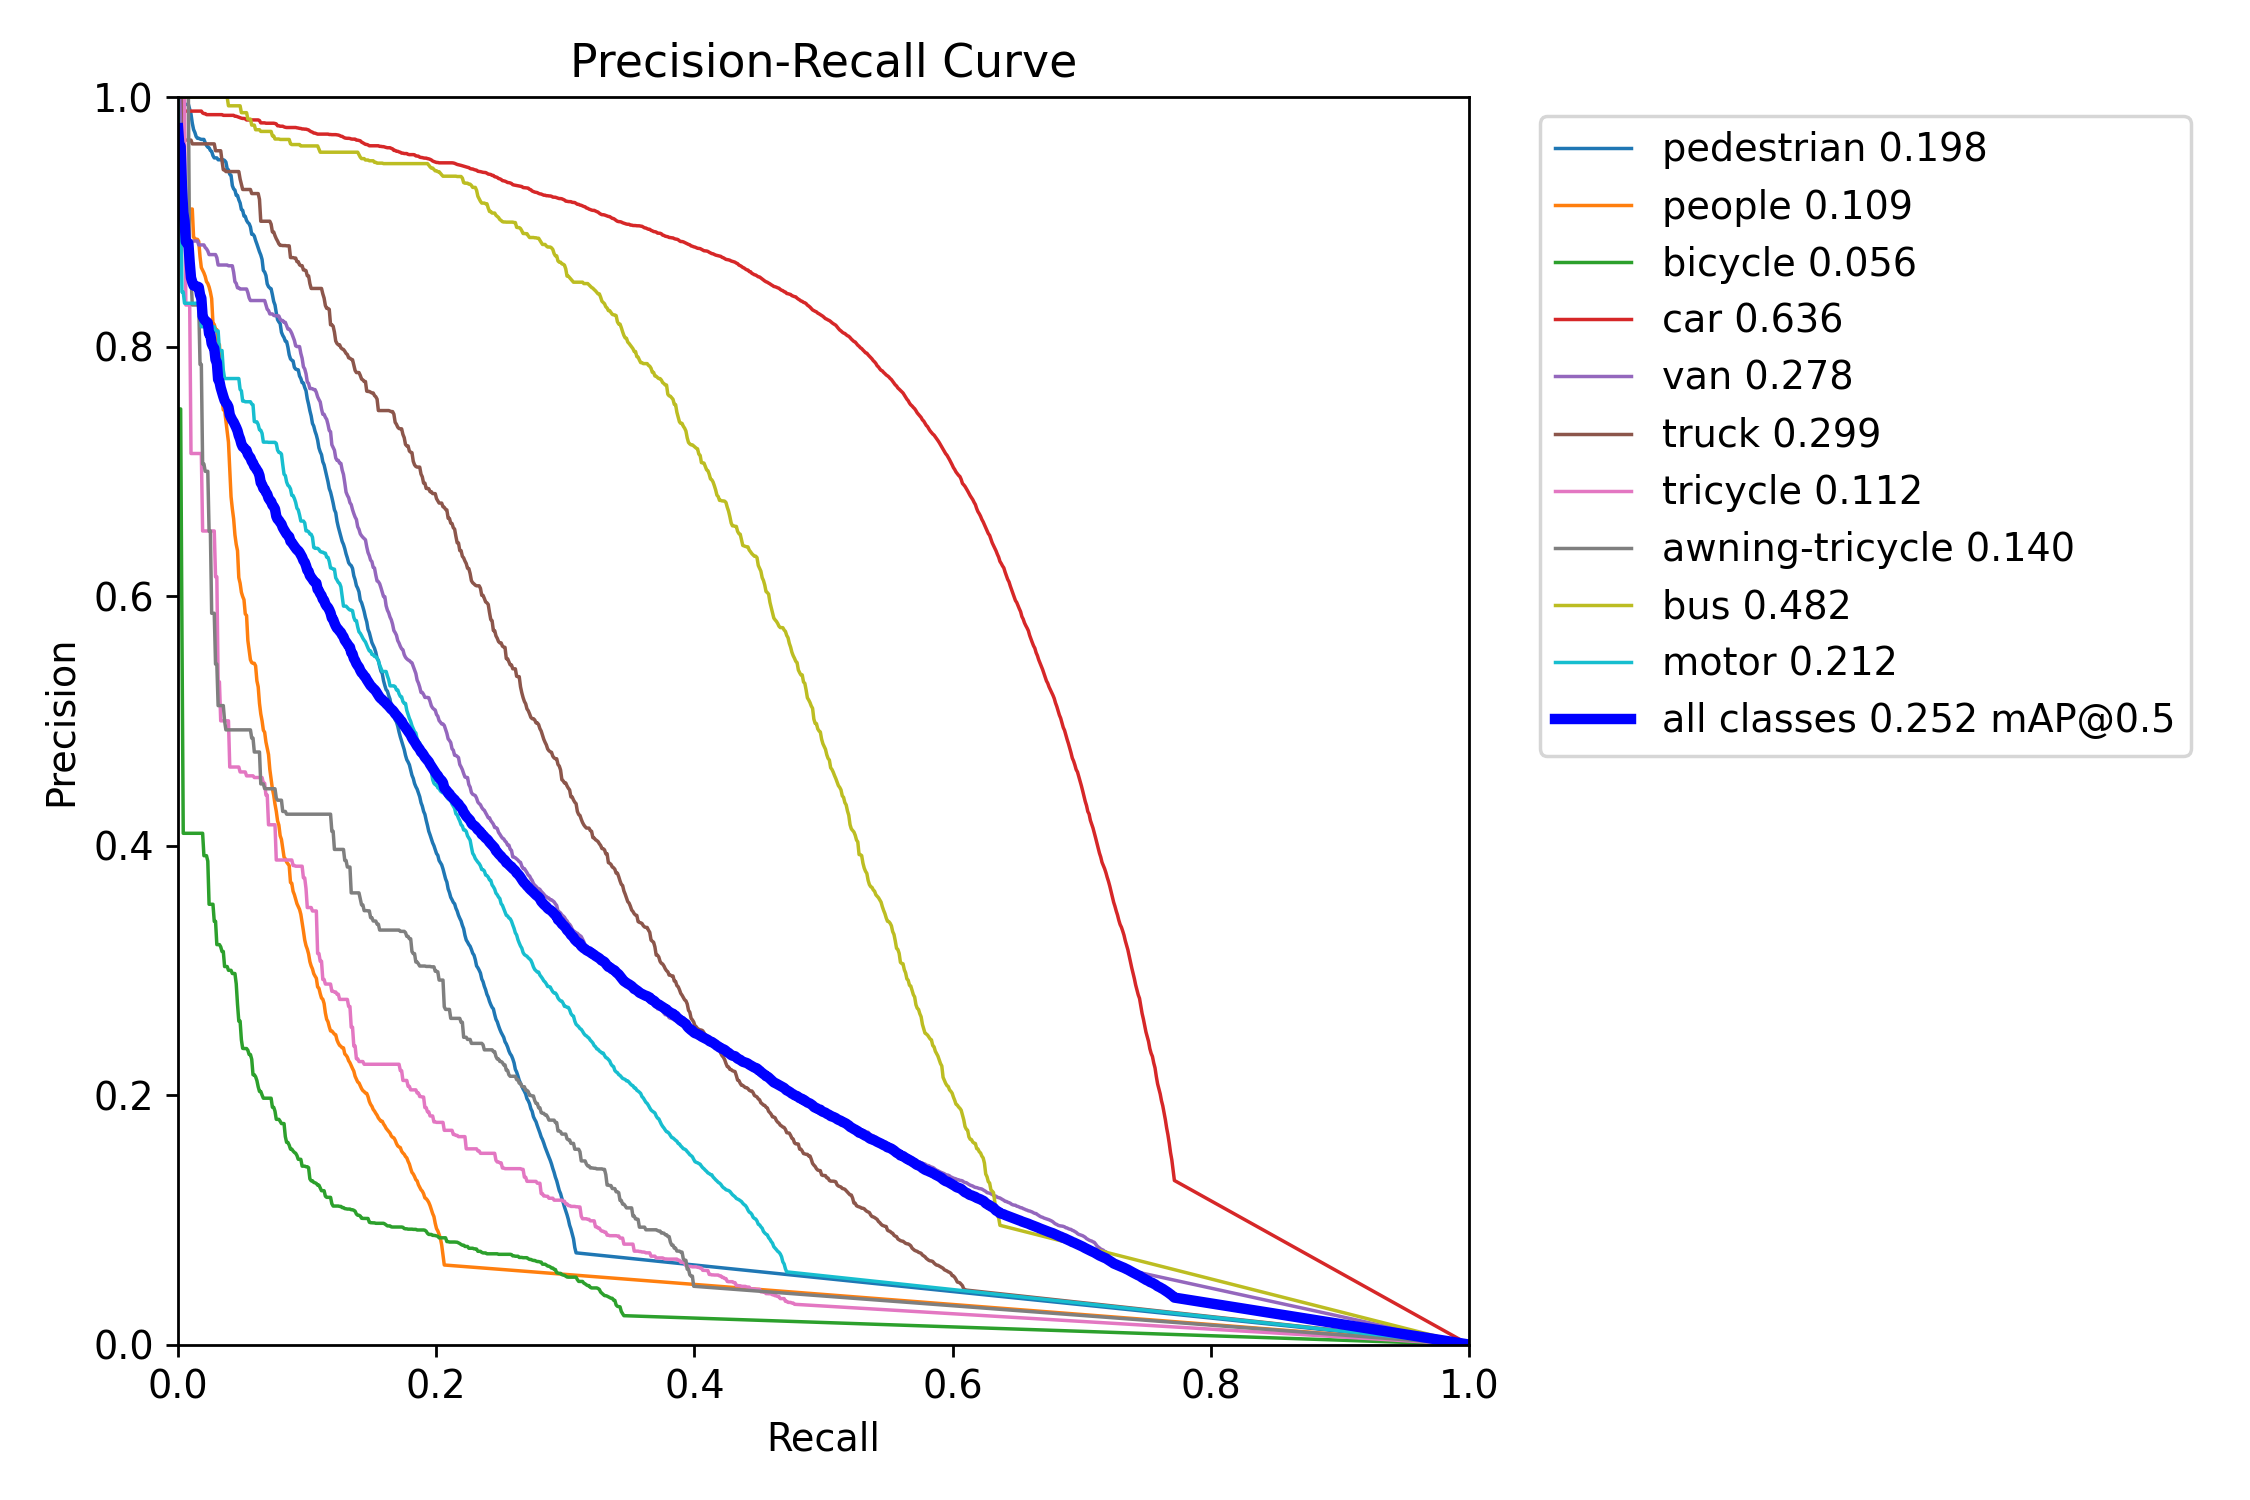 Precision-Recall Curve
1.0
0.8
0.6
0.4
0.2
0.0
Precision
0.0 0.2 0.4 0.6 0.8 1.0
Recall
pedestrian 0.198
people 0.109
bicycle 0.056
car 0.636
van 0.278
truck 0.299
tricycle 0.112
awning-tricycle 0.140
bus 0.482
motor 0.212
all classes 0.252 mAP@0.5